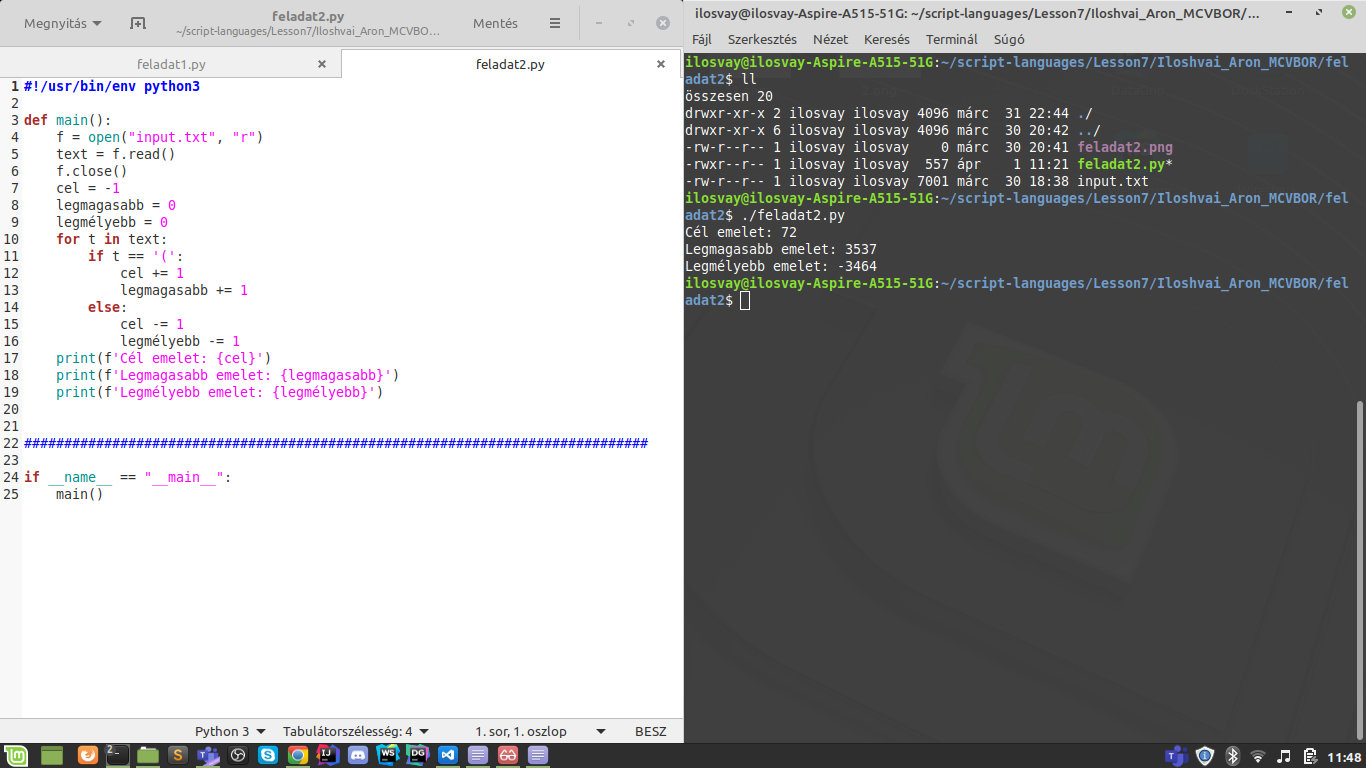 Megnyitás
feladat2.py
~/script-languages/Lesson7/Iloshvai_Aron_MCVBO...
Mentés
feladat1.py
feladat2.py
1 #!/usr/bin/env python3
2
3 def main():
4     f = open("input.txt", "r")
5     text = f.read()
6     f.close()
7     cel = -1
8     legmagasabb = 0
9     legmélyebb = 0
10     for t in text:
11         if t == '(':
12             cel += 1
13             legmagasabb += 1
14         else:
15             cel -= 1
16             legmélyebb -= 1
17     print(f'Cél emelet: {cel}')
18     print(f'Legmagasabb emelet: {legmagasabb}')
19     print(f'Legmélyebb emelet: {legmélyebb}')
20
21
22 ##############################################################################
23
24 if __name__ == "__main__":
25     main()
Python 3
Tabulátorszélesség: 4
1. sor, 1. oszlop
BESZ
ilosvay@ilosvay-Aspire-A515-51G: ~/script-languages/Lesson7/Iloshvai_Aron_MCVBOR/...
Fájl Szerkesztés Nézet Keresés Terminál Súgó
ilosvay@ilosvay-Aspire-A515-51G:~/script-languages/Lesson7/Iloshvai_Aron_MCVBOR/fel
adat2$ ll
összesen 20
drwxr-xr-x 2 ilosvay ilosvay 4096 márc  31 22:44 ./
drwxr-xr-x 6 ilosvay ilosvay 4096 márc  30 20:42 ../
-rw-r--r-- 1 ilosvay ilosvay    0 márc  30 20:41 feladat2.png
-rwxr--r-- 1 ilosvay ilosvay  557 ápr    1 11:21 feladat2.py*
-rw-r--r-- 1 ilosvay ilosvay 7001 márc  30 18:38 input.txt
ilosvay@ilosvay-Aspire-A515-51G:~/script-languages/Lesson7/Iloshvai_Aron_MCVBOR/fel
adat2$ ./feladat2.py
Cél emelet: 72
Legmagasabb emelet: 3537
Legmélyebb emelet: -3464
ilosvay@ilosvay-Aspire-A515-51G:~/script-languages/Lesson7/Iloshvai_Aron_MCVBOR/fel
adat2$
2
11:48